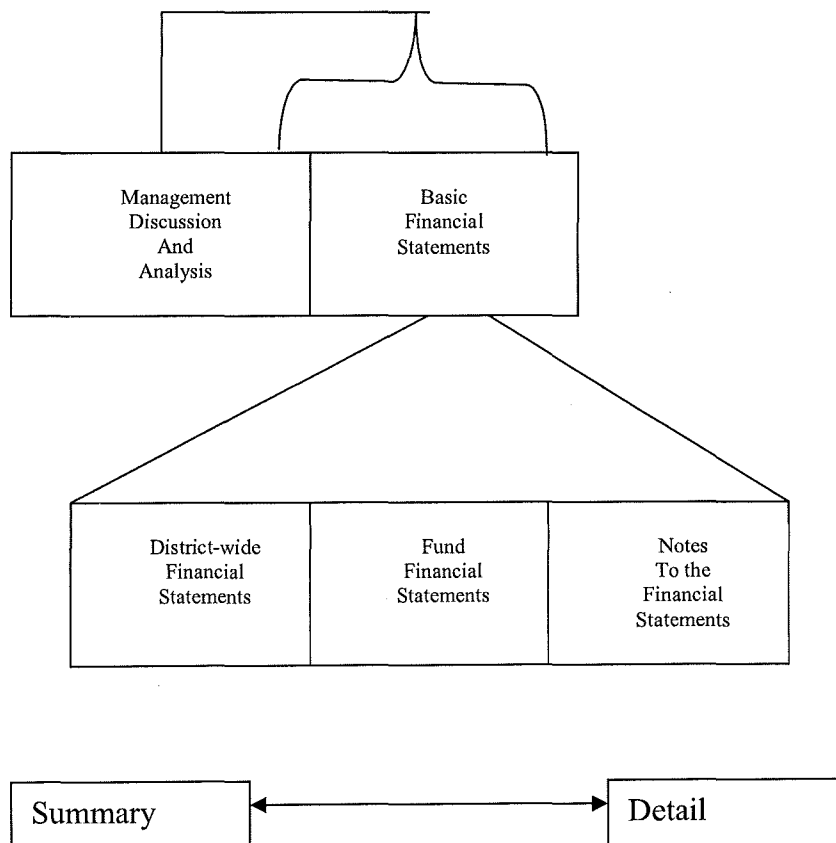 Management
Discussion
And
Analysis
Basic
Financial
Statements
District-wide
Financial
Statements
Fund
Financial
Statements
Notes
To the
Financial
Statements
Summary
Detail